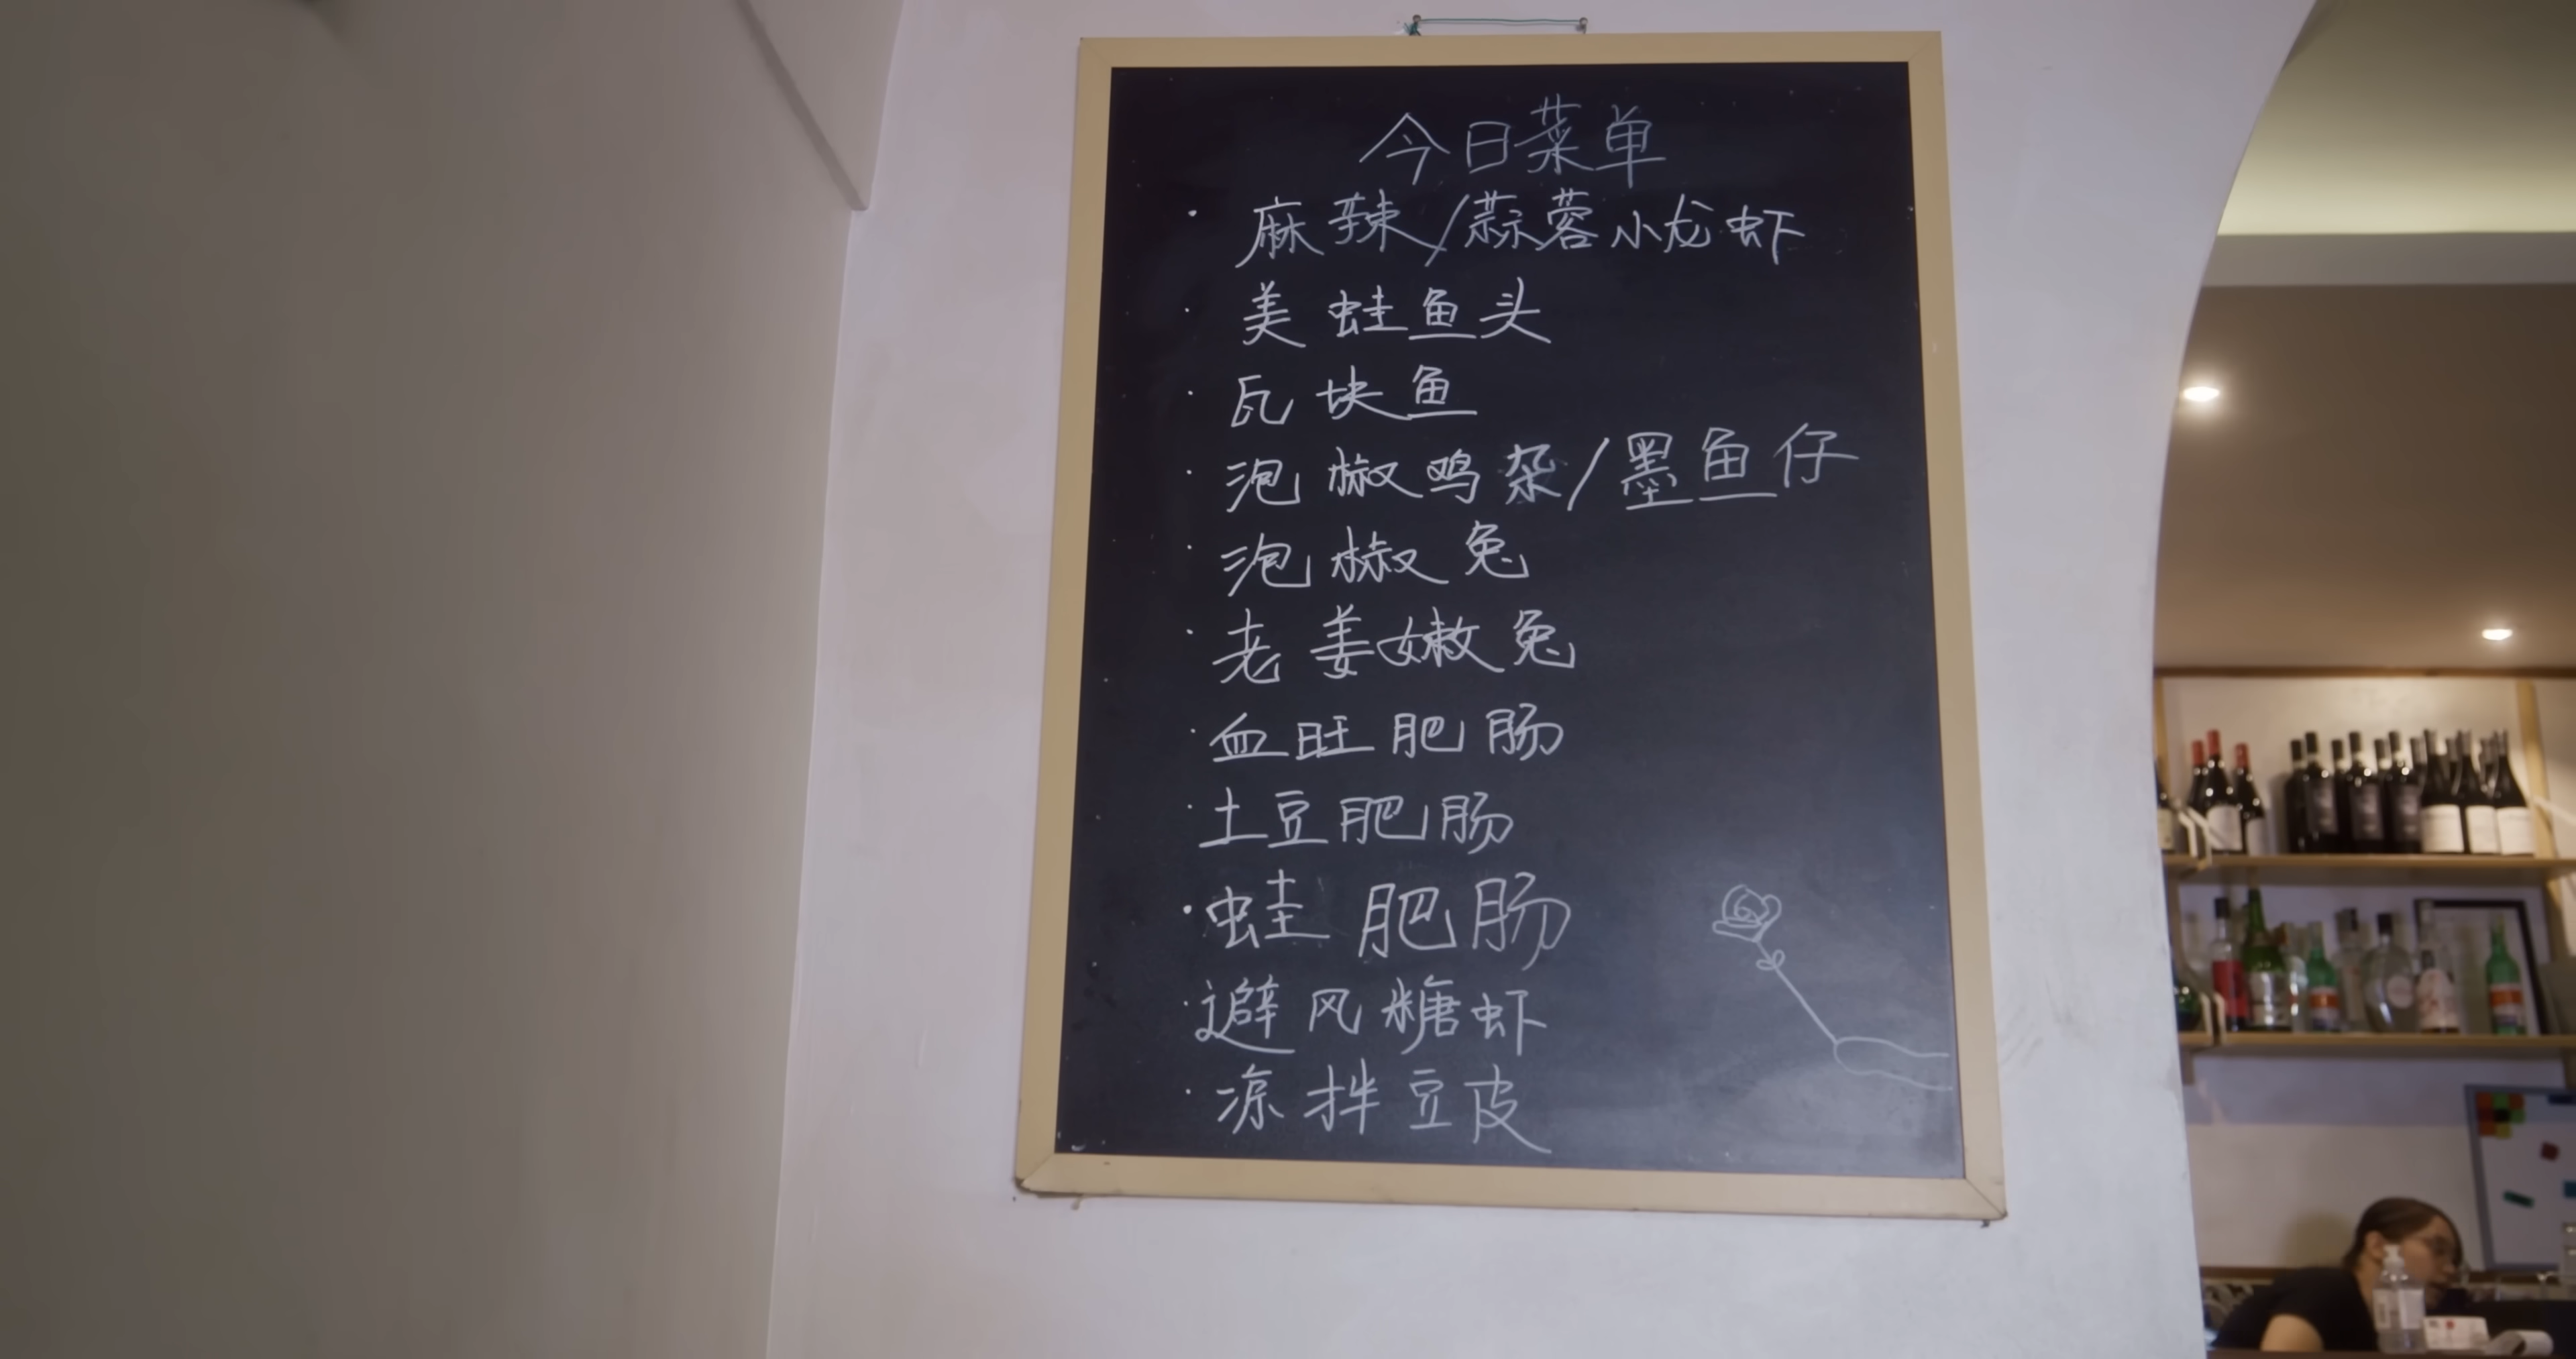 今日菜单
· 麻辣/蒜蓉小龙虾
· 美蛙鱼头
· 瓦块鱼
· 泡椒鸡杂/墨鱼仔
· 泡椒兔
· 老姜嫩兔
· 血旺肥肠
· 土豆肥肠
· 蛙肥肠
· 避风糖虾
· 凉拌豆皮